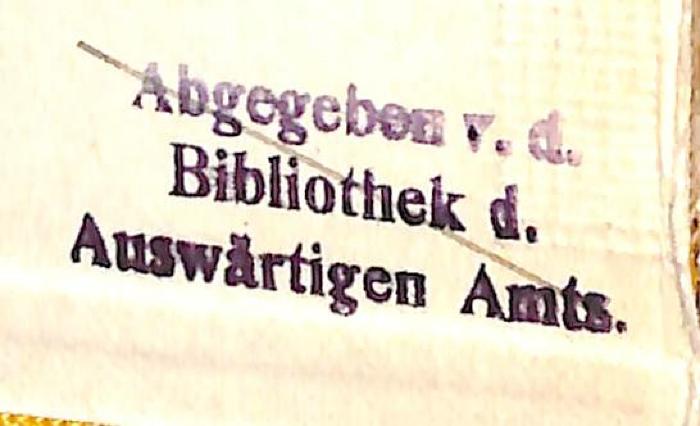 Abgegeben v. d.
Bibliothek d.
Auswärtigen Amts.